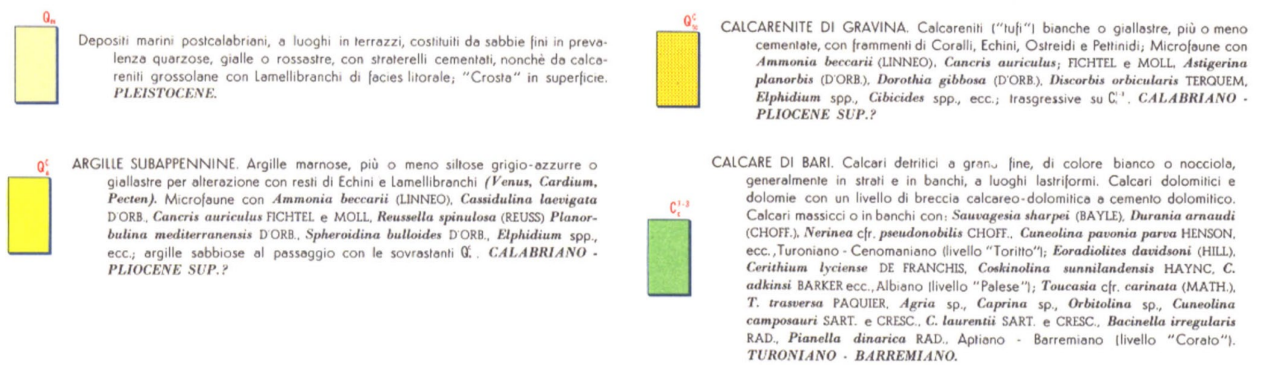 Qm
Depositi marini postcalabriani, a luoghi in terrazzi, costituiti da sabbie fini in preva-
lenza quarzose, gialle o rossastre, con straterelli cementati, nonchè da calca-
reniti grossolane con Lamellibranchi di facies litorale; "Crosta" in superficie.
PLEISTOCENE.
ARGILLE SUBAPPENNINE. Argille marnose, più o meno siltose grigio-azzurre o
giallastre per alterazione con resti di Echini e Lamellibranchi (Venus, Cardium,
Pecten). Microfaune con Ammonia beccarii (LINNEO), Cassidulina laevigata
D'ORB., Cancris auriculus FICHTEL e MOLL, Reussella spinulosa (REUSS) Planor-
bulina mediterranensis D'ORB., Spheroidina bulloides D'ORB., Elphidium spp.,
ecc.; argille sabbiose al passaggio con le sovrastanti. CALABRIANO -
PLIOCENE SUP.?
CALCARENITE DI GRAVINA. Calcareniti ("tufi") bianche o giallastre, più o meno
cementate, con frammenti di Coralli, Echini, Ostreidi e Pettinidi; Microfaune con
Ammonia beccarii (LINNEO), Cancris auriculus; FICHTEL e MOLL, Astigerina
planorbis (D'ORB.), Dorothia gibbosa (D'ORB.), Discorbis orbicularis TERQUEM,
Elphidium spp., Cibicides spp., ecc.; trasgressive su. CALABRIANO -
PLIOCENE SUP.?
CALCARE DI BARI. Calcari detritici a grana fine, di colore bianco o nocciola,
generalmente in strati e in banchi, a luoghi lastriformi. Calcari dolomitici e
dolomie con un livello di breccia calcareo-dolomitica a cemento dolomitico.
Calcari massicci o in banchi con: Sauvagesia sharpei (BAYLE), Durania arnaudi
(CHOFF.), Nerinea cfr. pseudonobilis CHOFF., Cuneolina pavonia parva HENSON,
ecc., Turoniano - Cenomaniano (livello "Toritto"); Eoradiolites davidsoni (HILL),
Cerithium lyciense DE FRANCHIS, Coskinolina sunnilandensis HAYNC, C.
adkinsi BARKER ecc., Albiano (livello "Palese"); Toucasia cfr. carinata (MATH.),
T. trasversa PAQUIER, Agria sp., Caprina sp., Orbitolina sp., Cuneolina
camposauri SART. e CRESC., C. laurentii SART. e CRESC., Bacinella irregularis
RAD., Pianella dinarica RAD., Aptiano - Barremiano (livello "Corato").
TURONIANO - BARREMIANO.